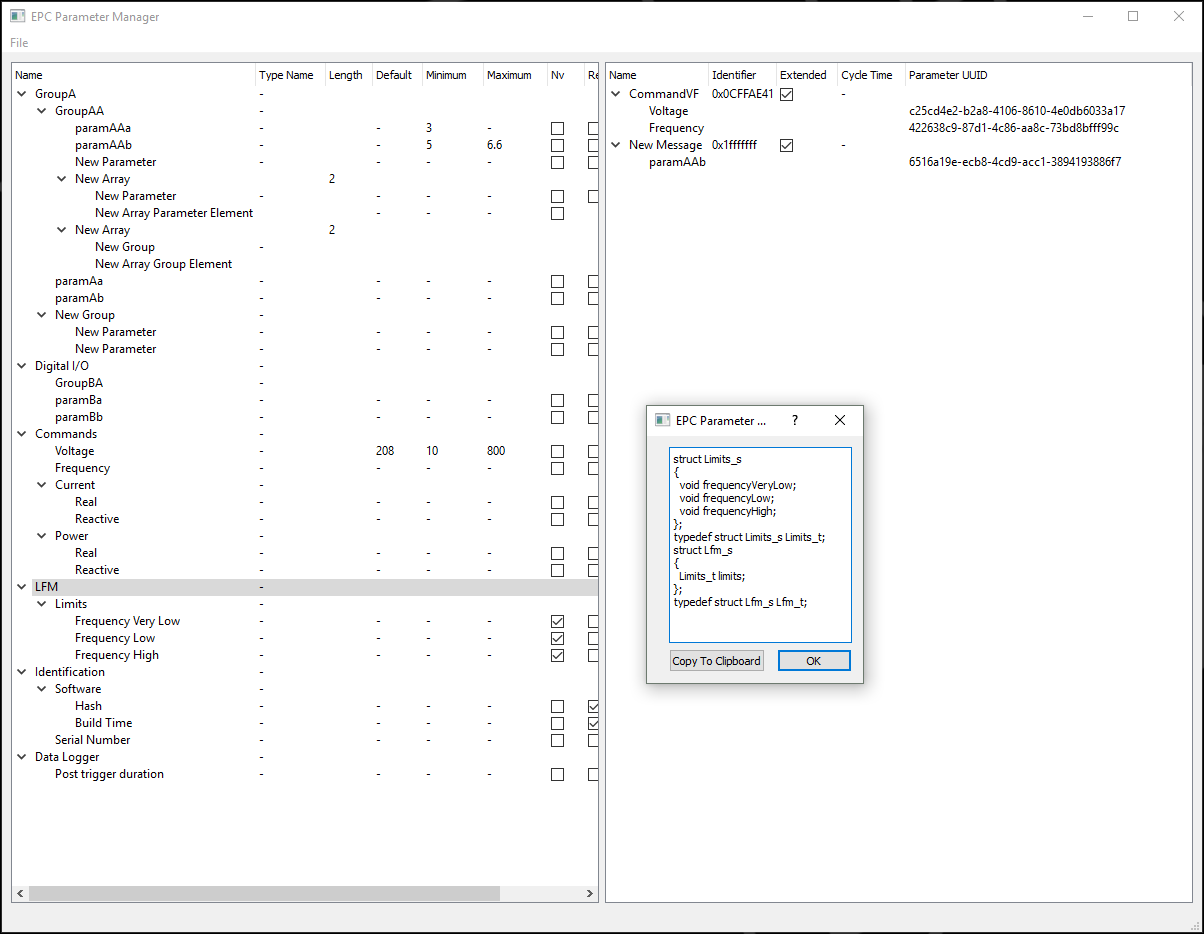 EPC Parameter Manager
File
Name Type Name Length Default Minimum Maximum Nv Re
GroupA -
GroupAA -
paramAAa - - 3 -
paramAAb - - 5 6.6
New Parameter - - - -
New Array 2
New Parameter - - - -
New Array Parameter Element - - -
New Array 2
New Group -
New Array Group Element
paramAa - - - -
paramAb - - - -
New Group -
New Parameter - - - -
New Parameter - - - -
Digital I/O -
GroupBA -
paramBa - - - -
paramBb - - - -
Commands -
Voltage - 208 10 800
Frequency - - - -
Current -
Real - - - -
Reactive - - - -
Power -
Real - - - -
Reactive - - - -
LFM -
Limits -
Frequency Very Low - - - -
Frequency Low - - - -
Frequency High - - - -
Identification -
Software -
Hash - - - -
Build Time - - - -
Serial Number - - - -
Data Logger -
Post trigger duration - - - -
Name Identifier Extended Cycle Time Parameter UUID
CommandVF 0x0CFFAE41 -
Voltage c25cd4e2-b2a8-4106-8610-4e0db6033a17
Frequency 422638c9-87d1-4c86-aa8c-73bd8bfff99c
New Message 0x1fffffff -
paramAAb 6516a19e-ecb8-4cd9-acc1-3894193886f7
EPC Parameter ... ?
struct Limits_s
{
void frequencyVeryLow;
void frequencyLow;
void frequencyHigh;
};
typedef struct Limits_s Limits_t;
struct Lfm_s
{
Limits_t limits;
};
typedef struct Lfm_s Lfm_t;
Copy To Clipboard OK